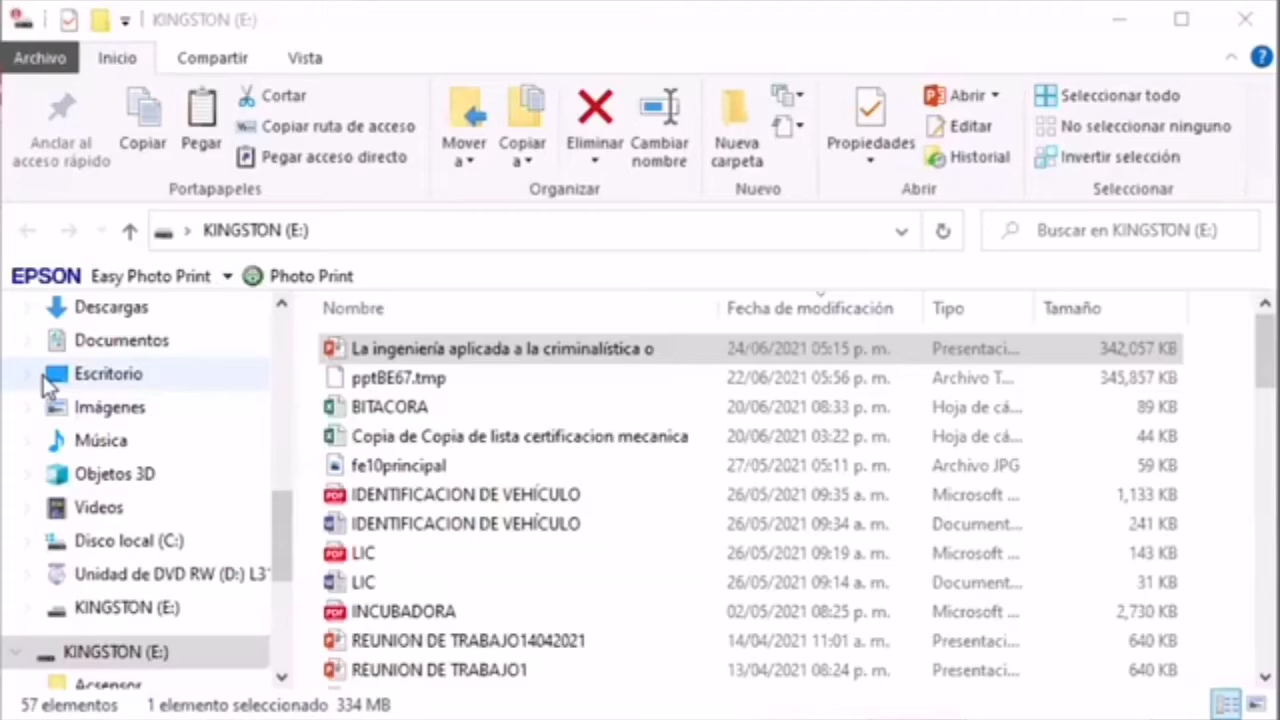 KINGSTON (E:)
Archivo Inicio Compartir Vista
Andar al acceso rápido
Copiar
Pegar
Cortar
Copiar ruta de acceso
Pegar acceso directo
Portapapeles
Mover a
Copiar a
Eliminar
Cambiar nombre
Organizar
Nueva carpeta
Nuevo
Propiedades
Abrir
Editar
Historial
Abrir
Seleccionar todo
No seleccionar ninguno
Invertir selección
Seleccionar
KINGSTON (E:)
Buscar en KINGSTON (E:)
EPSON Easy Photo Print Photo Print
Descargas
Documentos
Escritorio
Imágenes
Música
Objetos 3D
Videos
Disco local (C:)
Unidad de DVD RW (D:) L3
KINGSTON (E:)
KINGSTON (E:)
Acsensor
Nombre Fecha de modificación Tipo Tamaño
La ingeniería aplicada a la criminalística o 24/06/2021 05:15 p. m. Presentaci... 342,057 KB
pptBE67.tmp 22/06/2021 05:56 p. m. Archivo T... 345,857 KB
BITACORA 20/06/2021 08:33 p. m. Hoja de cá... 89 KB
Copia de Copia de lista certificacion mecanica 20/06/2021 03:22 p. m. Hoja de cá... 44 KB
fe10principal 27/05/2021 05:11 p. m. Archivo JPG 59 KB
IDENTIFICACION DE VEHÍCULO 26/05/2021 09:35 a. m. Microsoft ... 1,133 KB
IDENTIFICACION DE VEHÍCULO 26/05/2021 09:34 a. m. Document... 241 KB
LIC 26/05/2021 09:19 a. m. Microsoft ... 143 KB
LIC 26/05/2021 09:14 a. m. Document... 31 KB
INCUBADORA 02/05/2021 08:25 p. m. Microsoft ... 2,730 KB
REUNION DE TRABAJO14042021 14/04/2021 11:01 a. m. Presentaci... 640 KB
REUNION DE TRABAJO1 13/04/2021 08:24 p. m. Presentaci... 640 KB
57 elementos 1 elemento seleccionado 334 MB